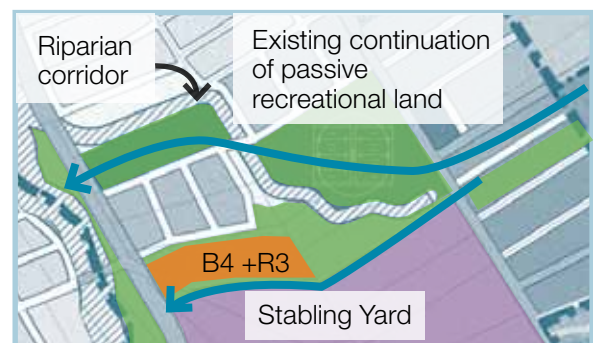 Riparian
corridor
Existing continuation
of passive
recreational land
B4 +R3
Stabling Yard